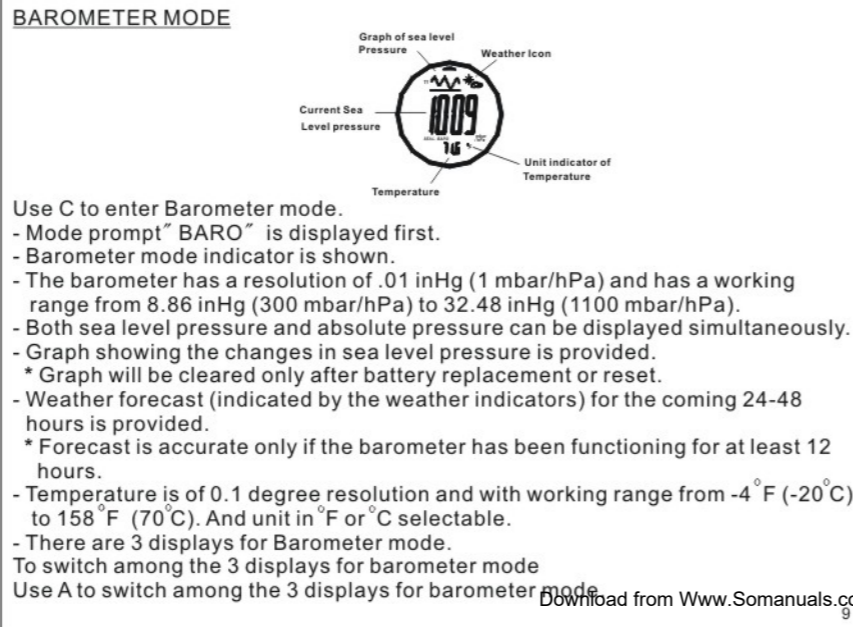 BAROMETER MODE
Graph of sea level
Pressure
Weather Icon
Current Sea
Level pressure
1009
16
Unit indicator of
Temperature
Temperature
Use C to enter Barometer mode.
- Mode prompt″ BARO″ is displayed first.
- Barometer mode indicator is shown.
- The barometer has a resolution of .01 inHg (1 mbar/hPa) and has a working
range from 8.86 inHg (300 mbar/hPa) to 32.48 inHg (1100 mbar/hPa).
- Both sea level pressure and absolute pressure can be displayed simultaneously.
- Graph showing the changes in sea level pressure is provided.
* Graph will be cleared only after battery replacement or reset.
- Weather forecast (indicated by the weather indicators) for the coming 24-48
hours is provided.
* Forecast is accurate only if the barometer has been functioning for at least 12
hours.
- Temperature is of 0.1 degree resolution and with working range from -4°F (-20°C)
to 158°F (70°C). And unit in°F or°C selectable.
- There are 3 displays for Barometer mode.
To switch among the 3 displays for barometer mode
Use A to switch among the 3 displays for barometer mode.
Download from Www.Somanuals.co
9